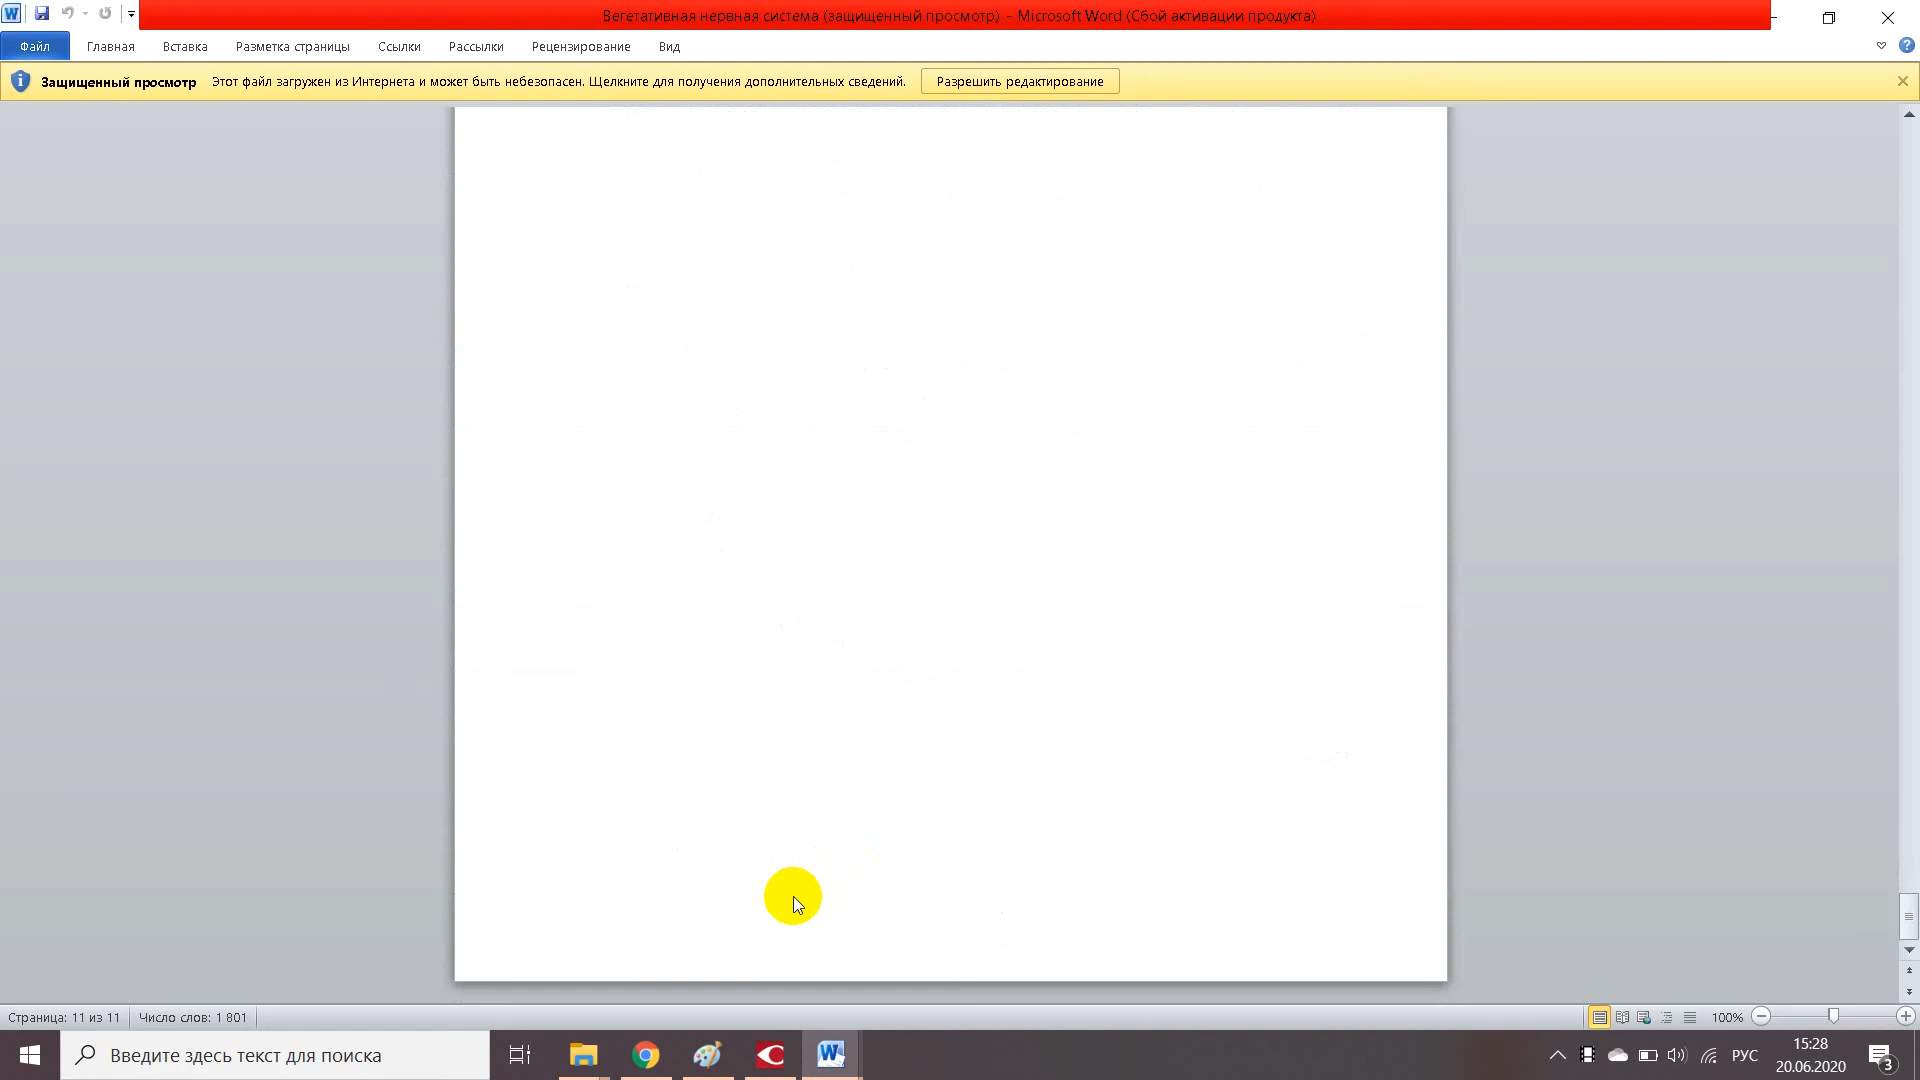 Вегетативная нервная система (защищенный просмотр) - Microsoft Word (Сбой активации продукта)
Файл Главная Вставка Разметка страницы Ссылки Рассылки Рецензирование Вид
Защищенный просмотр Этот файл загружен из Интернета и может быть небезопасен. Щелкните для получения дополнительных сведений. Разрешить редактирование
Страница: 11 из 11 Число слов: 1 801 100%
Введите здесь текст для поиска РУС 15:28
20.06.2020 3